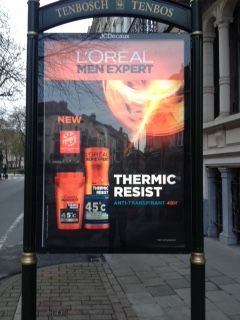 TENBOSCH TENBOS
JCDecaux
L'ORÉAL
MEN EXPERT
NEW
THERMIC
RESIST
ANTI-TRANSPIRANT 48H
THERMIC
RESIST
45°C
45°C